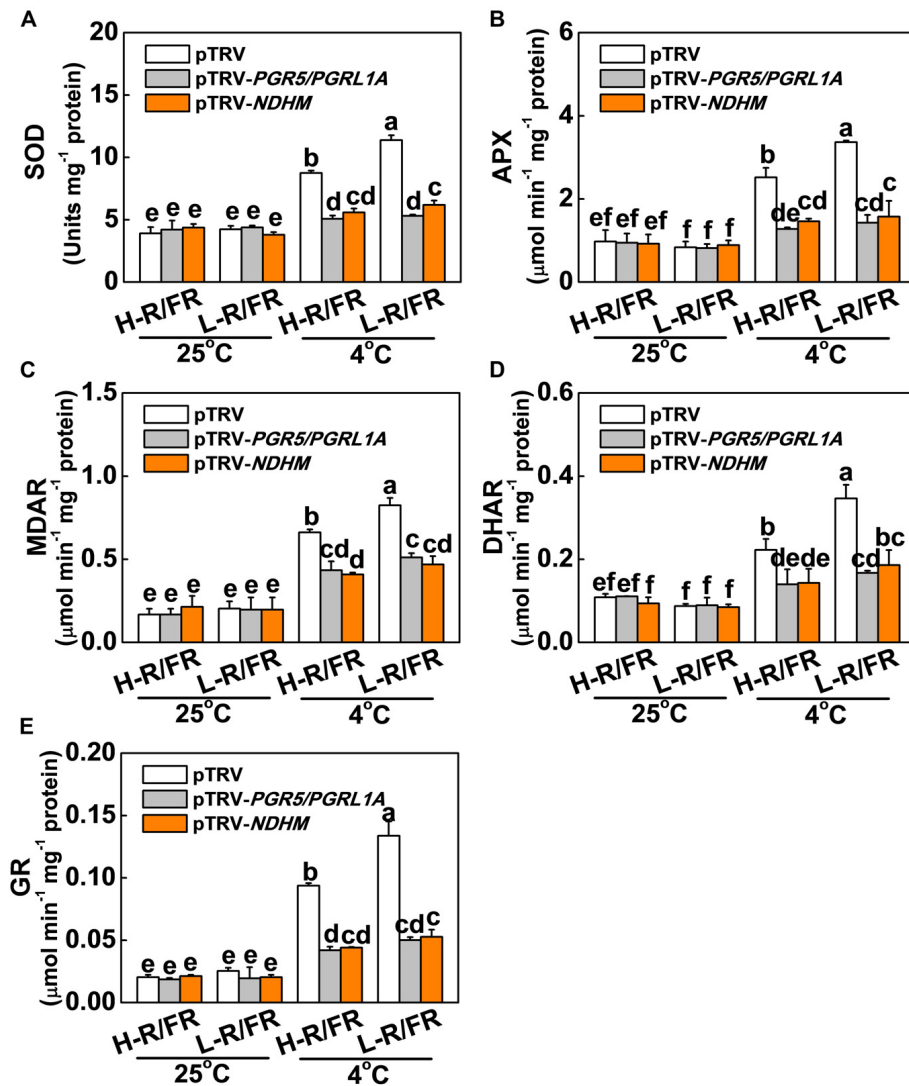 A
SOD
(Units mg⁻¹ protein)
20
15
10
5
0
pTRV
pTRV-PGR5/PGRL1A
pTRV-NDHM
e e e e e e b d cd a d c
H-R/FR L-R/FR H-R/FR L-R/FR
25°C 4°C
B
APX
(μmol min⁻¹ mg⁻¹ protein)
6
4
2
0
pTRV
pTRV-PGR5/PGRL1A
pTRV-NDHM
ef ef ef f f f b de cd a cd c
H-R/FR L-R/FR H-R/FR L-R/FR
25°C 4°C
C
MDAR
(μmol min⁻¹ mg⁻¹ protein)
1.5
1.0
0.5
0.0
pTRV
pTRV-PGR5/PGRL1A
pTRV-NDHM
e e e e e e b cd d a c cd
H-R/FR L-R/FR H-R/FR L-R/FR
25°C 4°C
D
DHAR
(μmol min⁻¹ mg⁻¹ protein)
0.6
0.4
0.2
0.0
pTRV
pTRV-PGR5/PGRL1A
pTRV-NDHM
ef ef f f f f b de de a cd bc
H-R/FR L-R/FR H-R/FR L-R/FR
25°C 4°C
E
GR
(μmol min⁻¹ mg⁻¹ protein)
0.20
0.15
0.10
0.05
0.00
pTRV
pTRV-PGR5/PGRL1A
pTRV-NDHM
e e e e e e b d cd a cd c
H-R/FR L-R/FR H-R/FR L-R/FR
25°C 4°C